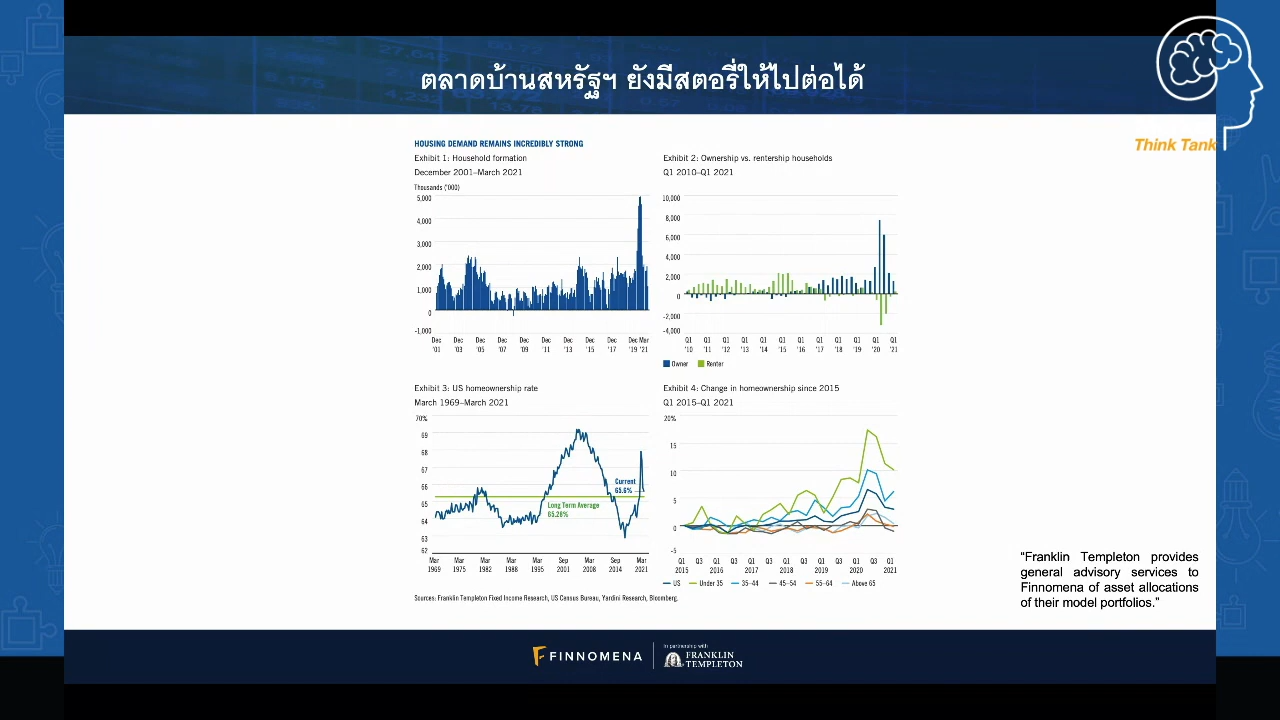 ตลาดบ้านสหรัฐฯ ยังมีสตอรี่ให้ไปต่อได้
Think Tank
HOUSING DEMAND REMAINS INCREDIBLY STRONG
Exhibit 1: Household formation
December 2001–March 2021
Thousands ('000)
5,000
4,000
3,000
2,000
1,000
0
-1,000
Dec '01 Dec '03 Dec '05 Dec '07 Dec '09 Dec '11 Dec '13 Dec '15 Dec '17 Dec '19 Mar '21
Exhibit 2: Ownership vs. rentership households
Q1 2010–Q1 2021
10,000
8,000
6,000
4,000
2,000
0
-2,000
-4,000
Q1 '10 Q1 '11 Q1 '12 Q1 '13 Q1 '14 Q1 '15 Q1 '16 Q1 '17 Q1 '18 Q1 '19 Q1 '20 Q1 '21
Owner Renter
Exhibit 3: US homeownership rate
March 1969–March 2021
70%
69
68
67
66
65
64
63
62
Current
65.6%
Long Term Average
65.28%
Mar 1969 Mar 1975 Mar 1982 Mar 1988 Mar 1995 Sep 2001 Mar 2008 Sep 2014 Mar 2021
Exhibit 4: Change in homeownership since 2015
Q1 2015–Q1 2021
20%
15
10
5
0
-5
Q1 2015 Q3 Q1 2016 Q3 Q1 2017 Q3 Q1 2018 Q3 Q1 2019 Q3 Q1 2020 Q3 Q1 2021
US Under 35 35–44 45–54 55–64 Above 65
Sources: Franklin Templeton Fixed Income Research, US Census Bureau, Yardini Research, Bloomberg.
"Franklin Templeton provides
general advisory services to
Finnomena of asset allocations
of their model portfolios."
FINNOMENA
In partnership with
FRANKLIN
TEMPLETON